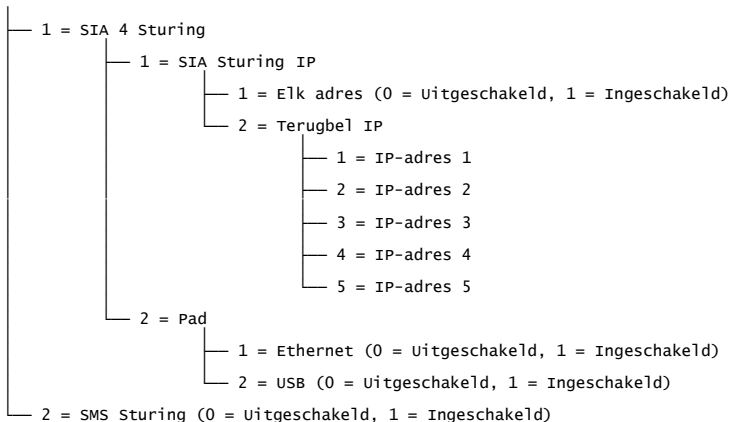 1 = SIA 4 Sturing
1 = SIA Sturing IP
1 = Elk adres (0 = Uitgeschakeld, 1 = Ingeschakeld)
2 = Terugbel IP
1 = IP-adres 1
2 = IP-adres 2
3 = IP-adres 3
4 = IP-adres 4
5 = IP-adres 5
2 = Pad
1 = Ethernet (0 = Uitgeschakeld, 1 = Ingeschakeld)
2 = USB (0 = Uitgeschakeld, 1 = Ingeschakeld)
2 = SMS Sturing (0 = Uitgeschakeld, 1 = Ingeschakeld)